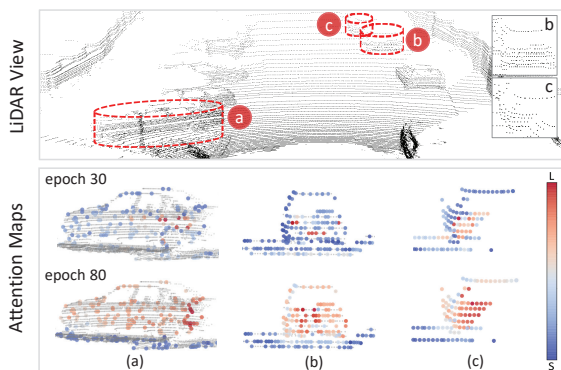 LiDAR View
c
b
a
b
c
Attention Maps
epoch 30
epoch 80
L
S
(a)
(b)
(c)